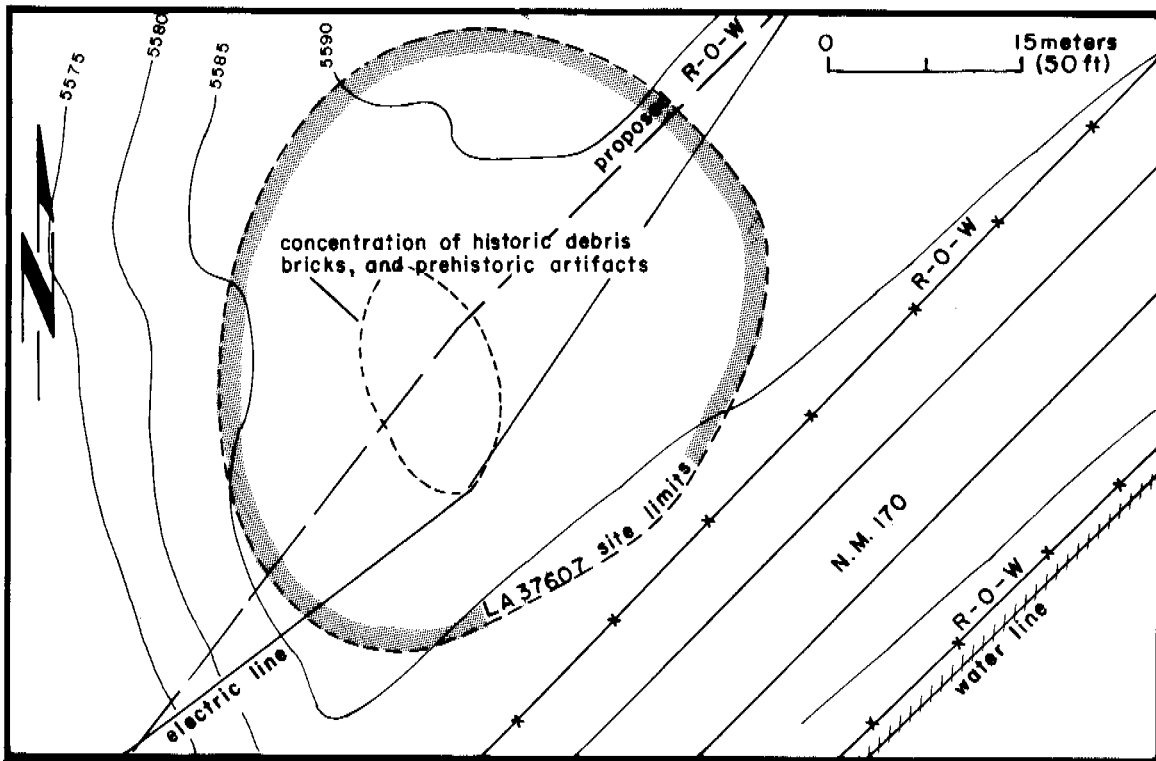 5575
5580
5585
5590
proposed R-O-W
0 15 meters
(50 ft)
concentration of historic debris
bricks, and prehistoric artifacts
R-O-W
LA 37607 site limits
N.M. 170
R-O-W
water line
electric line